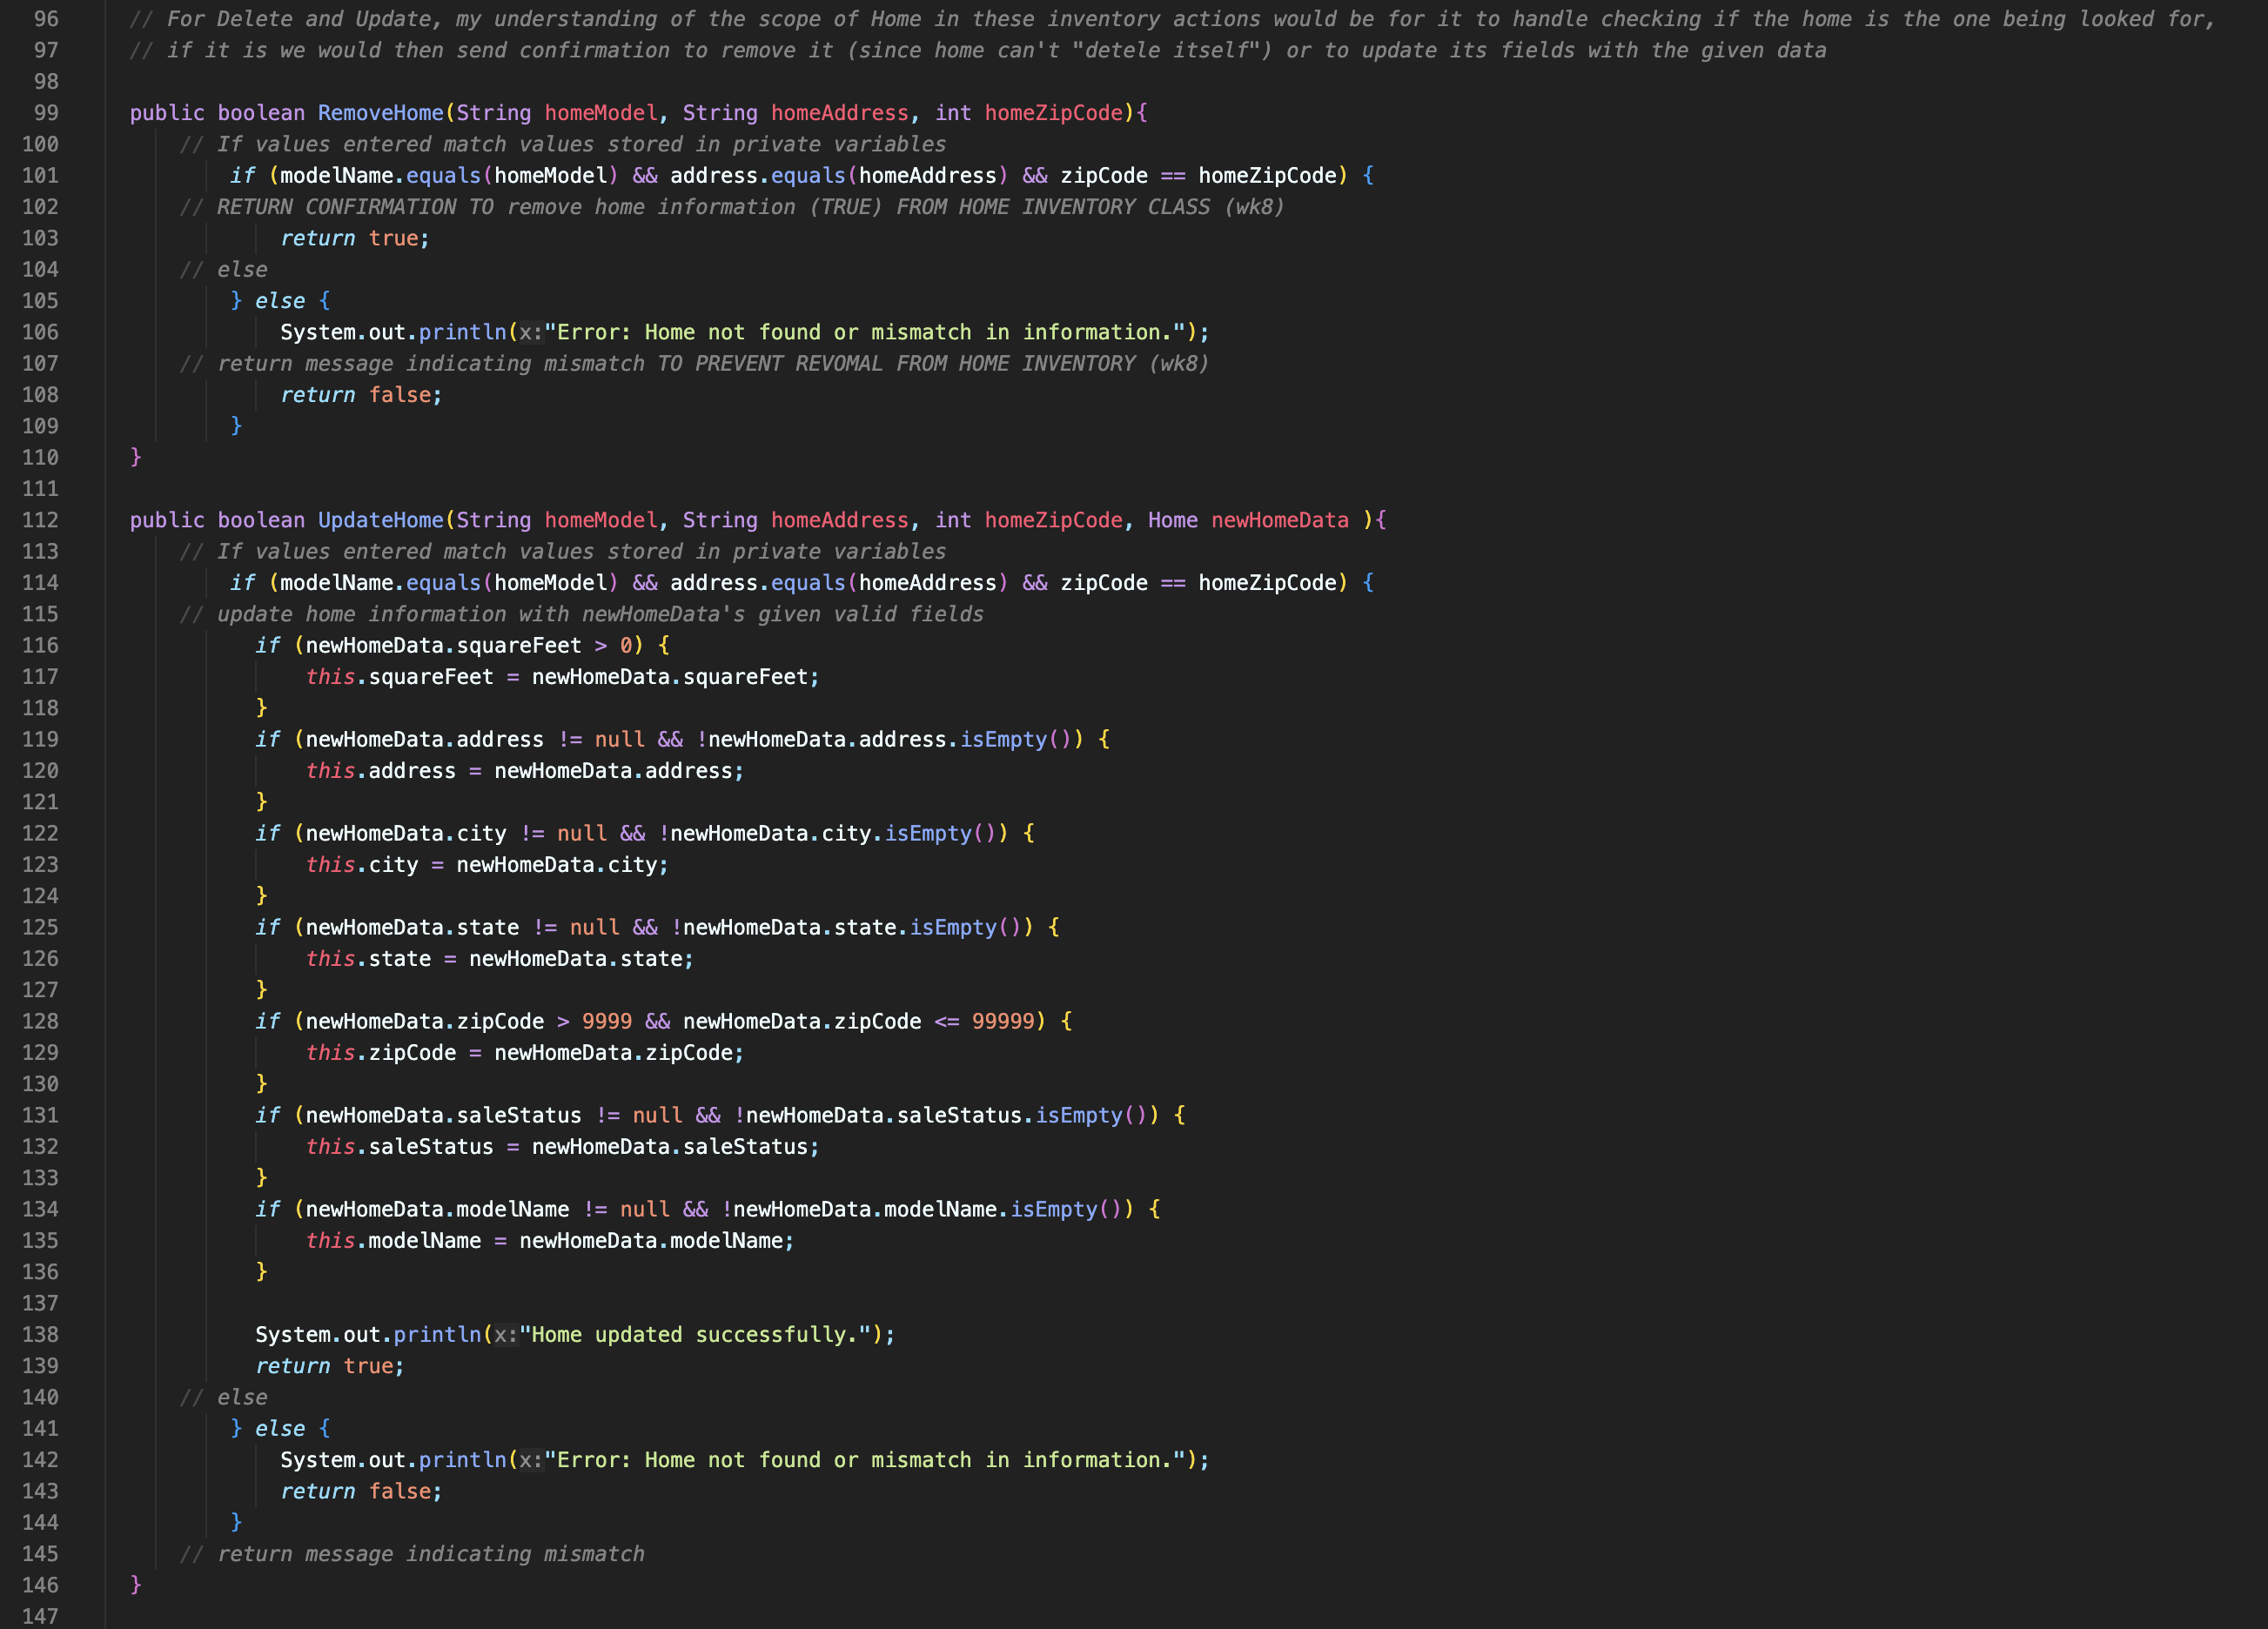 96 // For Delete and Update, my understanding of the scope of Home in these inventory actions would be for it to handle checking if the home is the one being looked for,
97 // if it is we would then send confirmation to remove it (since home can't "detele itself") or to update its fields with the given data
98
99 public boolean RemoveHome(String homeModel, String homeAddress, int homeZipCode){
100 // If values entered match values stored in private variables
101 if (modelName.equals(homeModel) && address.equals(homeAddress) && zipCode == homeZipCode) {
102 // RETURN CONFIRMATION TO remove home information (TRUE) FROM HOME INVENTORY CLASS (wk8)
103 return true;
104 // else
105 } else {
106 System.out.println(x:"Error: Home not found or mismatch in information.");
107 // return message indicating mismatch TO PREVENT REVOMAL FROM HOME INVENTORY (wk8)
108 return false;
109 }
110 }
111
112 public boolean UpdateHome(String homeModel, String homeAddress, int homeZipCode, Home newHomeData ){
113 // If values entered match values stored in private variables
114 if (modelName.equals(homeModel) && address.equals(homeAddress) && zipCode == homeZipCode) {
115 // update home information with newHomeData's given valid fields
116 if (newHomeData.squareFeet > 0) {
117 this.squareFeet = newHomeData.squareFeet;
118 }
119 if (newHomeData.address != null && !newHomeData.address.isEmpty()) {
120 this.address = newHomeData.address;
121 }
122 if (newHomeData.city != null && !newHomeData.city.isEmpty()) {
123 this.city = newHomeData.city;
124 }
125 if (newHomeData.state != null && !newHomeData.state.isEmpty()) {
126 this.state = newHomeData.state;
127 }
128 if (newHomeData.zipCode > 9999 && newHomeData.zipCode <= 99999) {
129 this.zipCode = newHomeData.zipCode;
130 }
131 if (newHomeData.saleStatus != null && !newHomeData.saleStatus.isEmpty()) {
132 this.saleStatus = newHomeData.saleStatus;
133 }
134 if (newHomeData.modelName != null && !newHomeData.modelName.isEmpty()) {
135 this.modelName = newHomeData.modelName;
136 }
137
138 System.out.println(x:"Home updated successfully.");
139 return true;
140 // else
141 } else {
142 System.out.println(x:"Error: Home not found or mismatch in information.");
143 return false;
144 }
145 // return message indicating mismatch
146 }
147